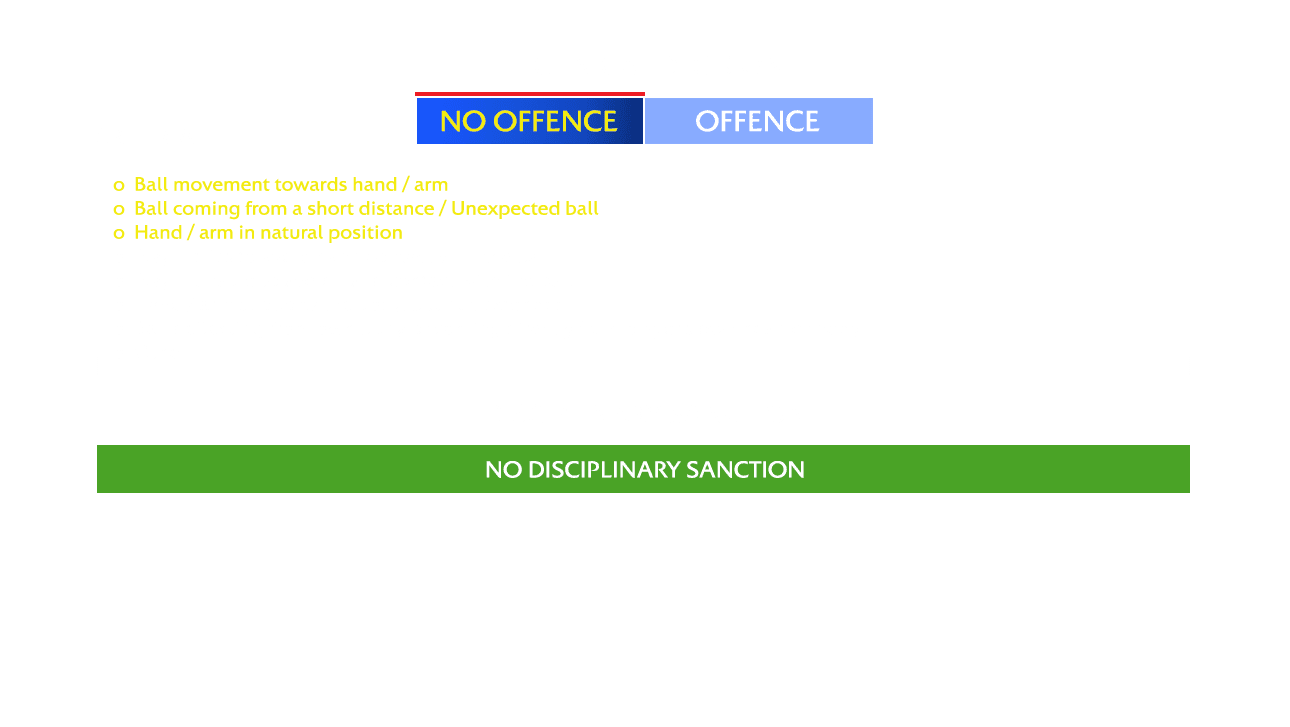 NO OFFENCE OFFENCE
o Ball movement towards hand / arm
o Ball coming from a short distance / Unexpected ball
o Hand / arm in natural position
NO DISCIPLINARY SANCTION